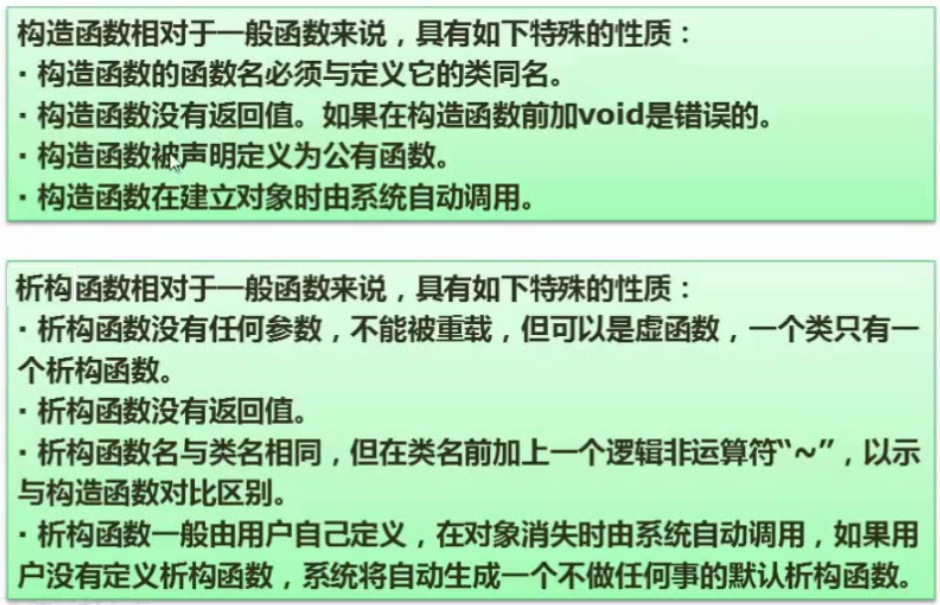 构造函数相对于一般函数来说，具有如下特殊的性质：
· 构造函数的函数名必须与定义它的类同名。
· 构造函数没有返回值。如果在构造函数前加void是错误的。
· 构造函数被声明定义为公有函数。
· 构造函数在建立对象时由系统自动调用。
析构函数相对于一般函数来说，具有如下特殊的性质：
· 析构函数没有任何参数，不能被重载，但可以是虚函数，一个类只有一
个析构函数。
· 析构函数没有返回值。
· 析构函数名与类名相同，但在类名前加上一个逻辑非运算符“~”，以示
与构造函数对比区别。
· 析构函数一般由用户自己定义，在对象消失时由系统自动调用，如果用
户没有定义析构函数，系统将自动生成一个不做任何事的默认析构函数。